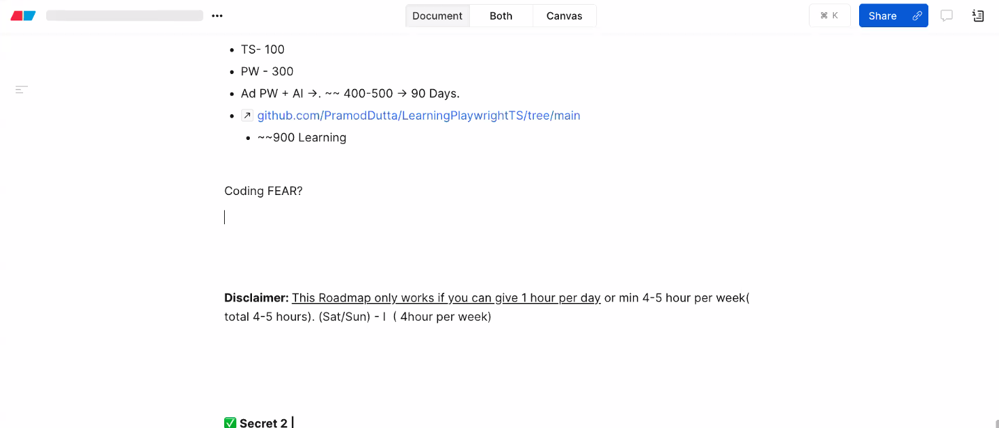 Document Both Canvas ⌘ K Share
TS- 100
PW - 300
Ad PW + AI →. ~~ 400-500 → 90 Days.
github.com/PramodDutta/LearningPlaywrightTS/tree/main
~~900 Learning
Coding FEAR?
Disclaimer: This Roadmap only works if you can give 1 hour per day or min 4-5 hour per week(
total 4-5 hours). (Sat/Sun) - I ( 4hour per week)
✅ Secret 2 |